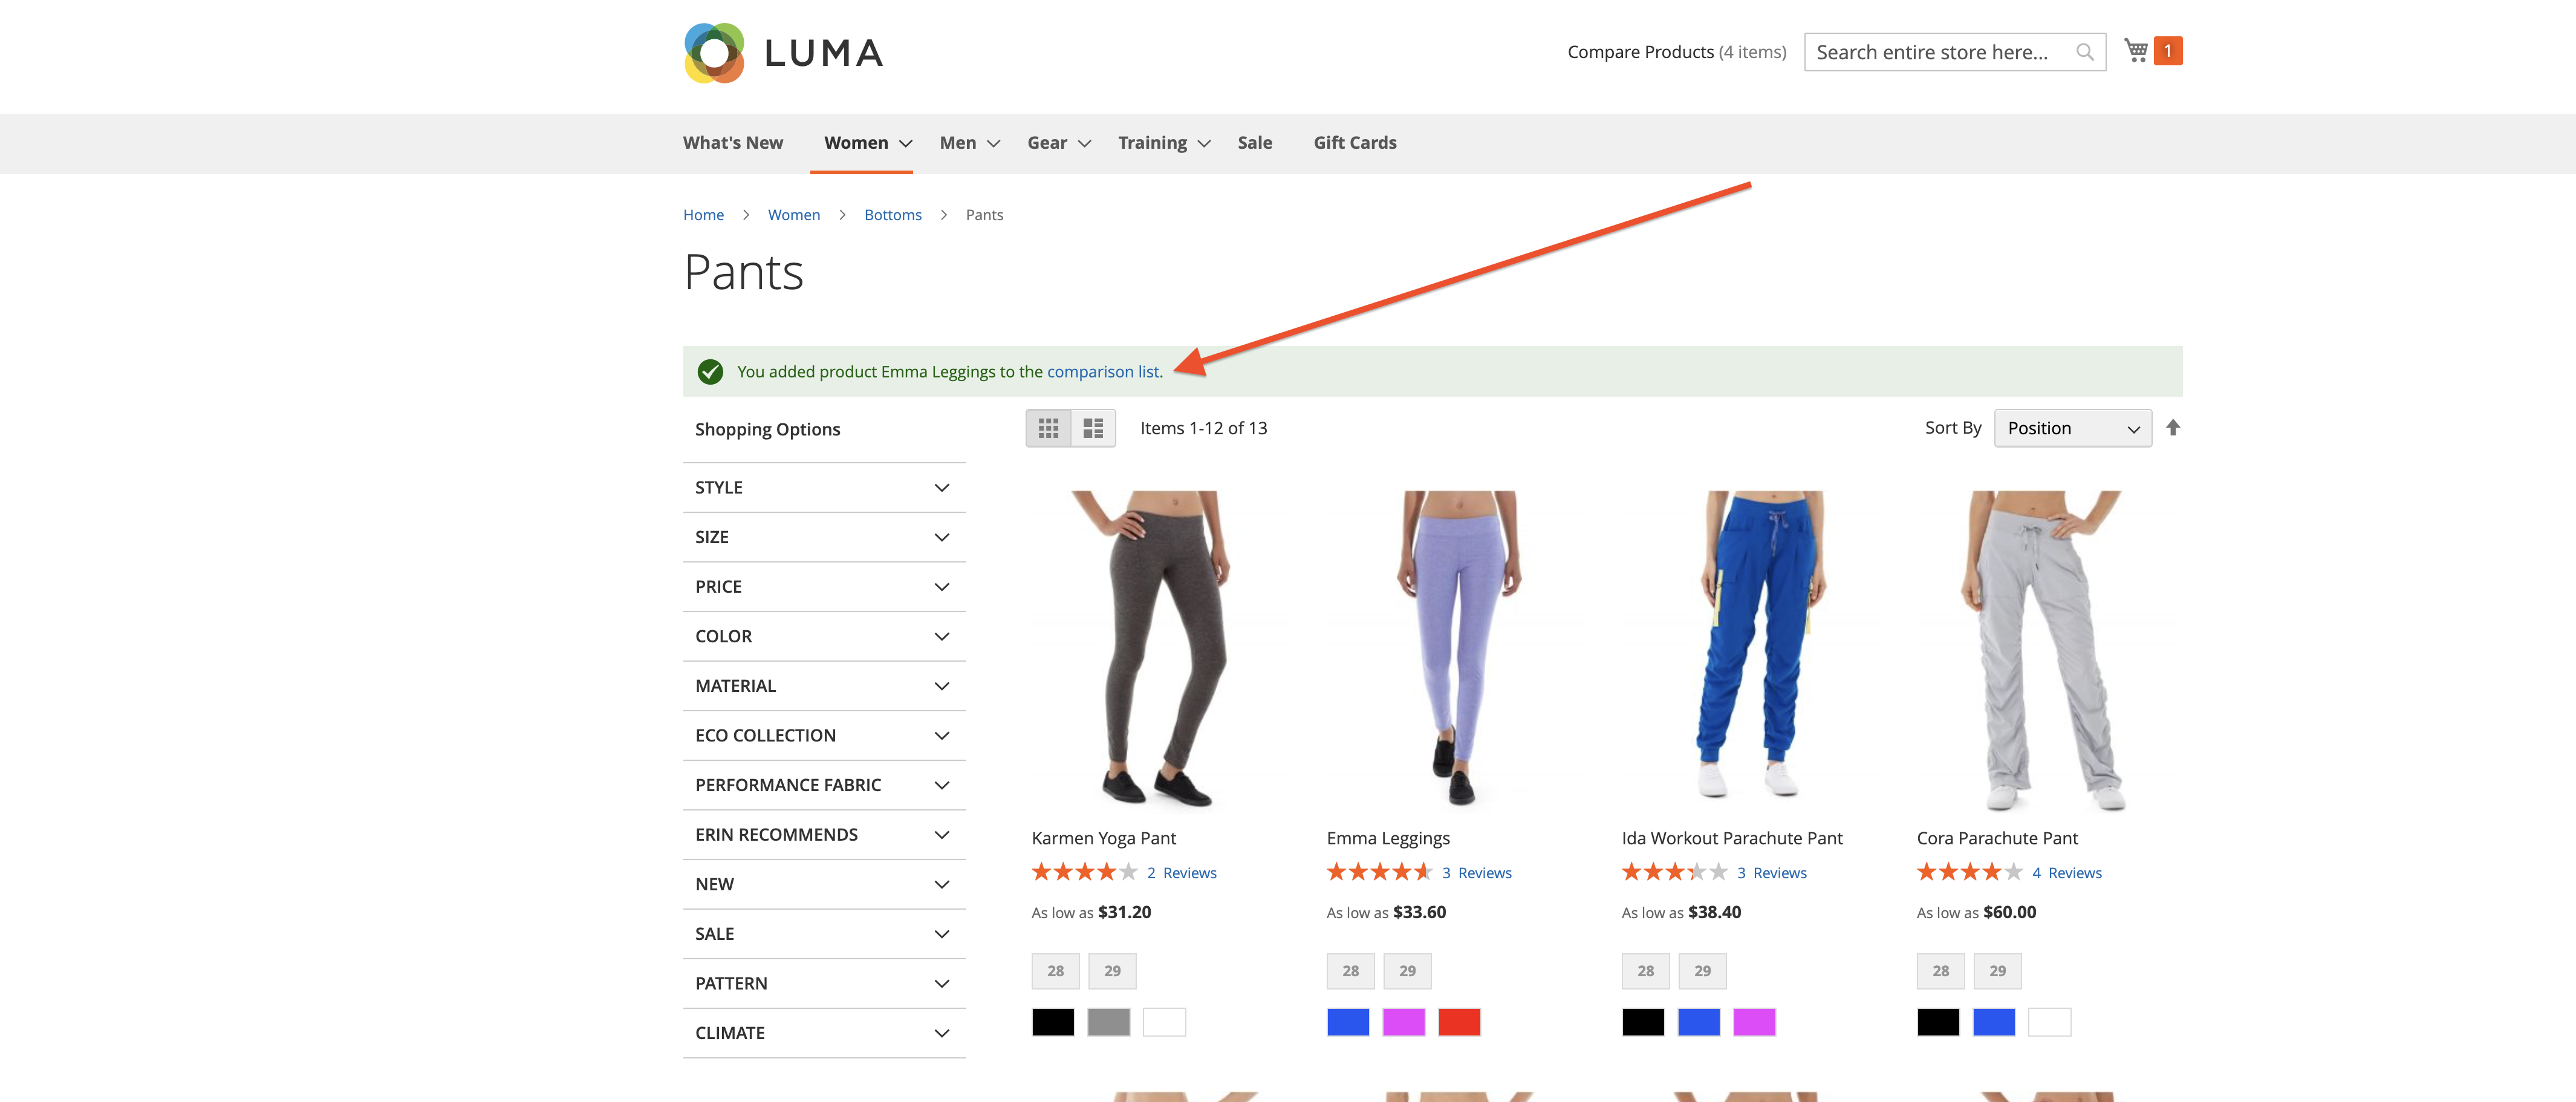 LUMA
Compare Products (4 items)
Search entire store here...
1
What's New
Women
Men
Gear
Training
Sale
Gift Cards
Home > Women > Bottoms > Pants
Pants
You added product Emma Leggings to the comparison list.
Shopping Options
Items 1-12 of 13
Sort By
Position
STYLE
SIZE
PRICE
COLOR
MATERIAL
ECO COLLECTION
PERFORMANCE FABRIC
ERIN RECOMMENDS
NEW
SALE
PATTERN
CLIMATE
Karmen Yoga Pant
2 Reviews
As low as $31.20
28 29
Emma Leggings
3 Reviews
As low as $33.60
28 29
Ida Workout Parachute Pant
3 Reviews
As low as $38.40
28 29
Cora Parachute Pant
4 Reviews
As low as $60.00
28 29